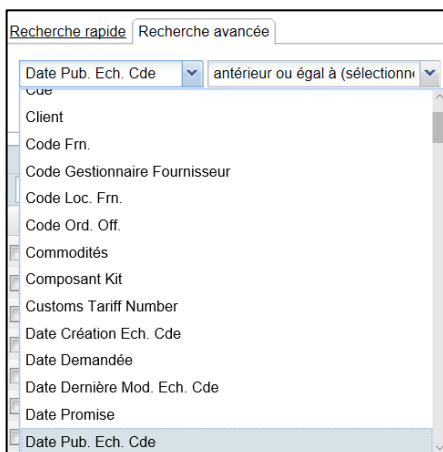 Recherche rapide Recherche avancée
Date Pub. Ech. Cde antérieur ou égal à (sélectionn
Cde
Client
Code Frn.
Code Gestionnaire Fournisseur
Code Loc. Frn.
Code Ord. Off.
Commodités
Composant Kit
Customs Tariff Number
Date Création Ech. Cde
Date Demandée
Date Dernière Mod. Ech. Cde
Date Promise
Date Pub. Ech. Cde